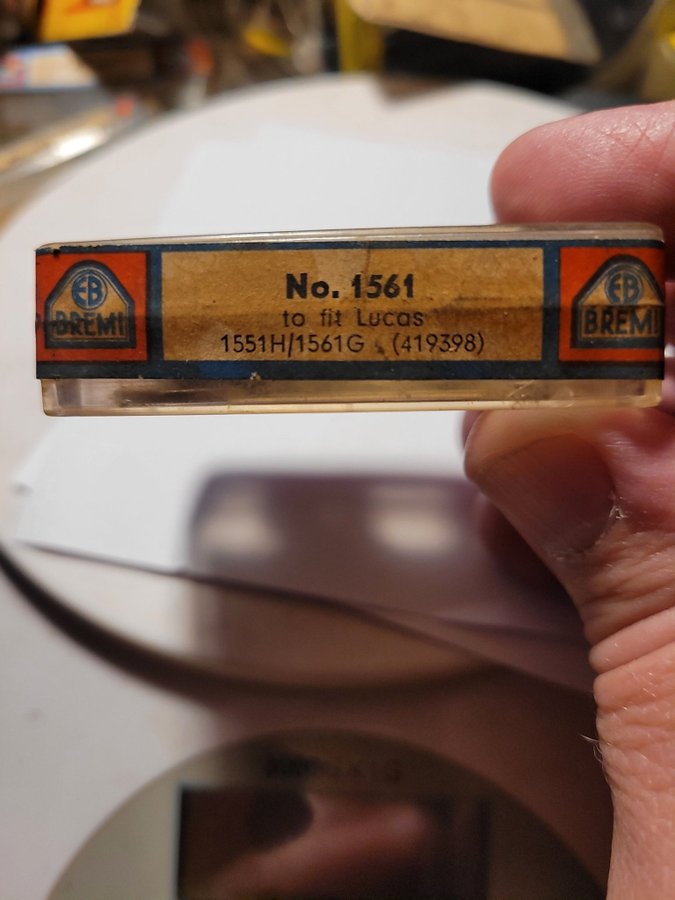 EB
BREMI
No. 1561
to fit Lucas
1551H/1561G (419398)
EB
BREMI